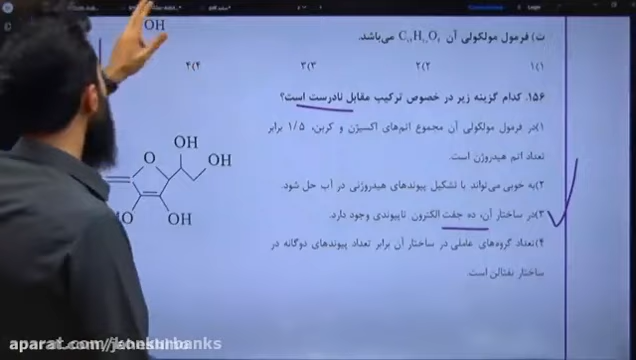 ت) فرمول مولکولی آن می‌باشد.
۱)۱ ۲)۲ ۳)۳ ۴)۴
۱۵۶. کدام گزینه زیر در خصوص ترکیب مقابل نادرست است؟
۱)در فرمول مولکولی آن مجموع اتم‌های اکسیژن و کربن، ۱/۵ برابر
تعداد اتم هیدروژن است.
۲)به خوبی می‌تواند با تشکیل پیوندهای هیدروژنی در آب حل شود.
۳)در ساختار آن، ده جفت الکترون ناپیوندی وجود دارد.
۴)تعداد گروه‌های عاملی در ساختار آن برابر تعداد پیوندهای دوگانه در
ساختار نفتالن است.
OH
OH
O
OH
OH
aparat.com/